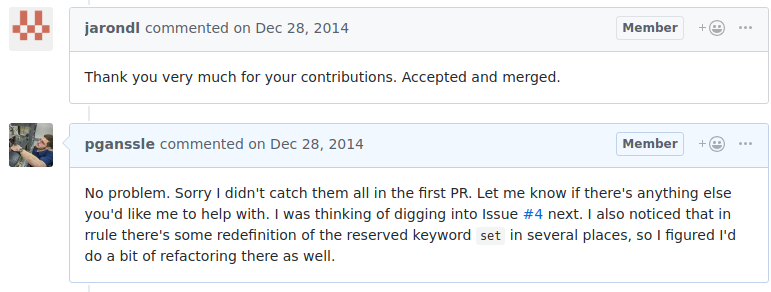 jarondl commented on Dec 28, 2014 Member
Thank you very much for your contributions. Accepted and merged.
pganssle commented on Dec 28, 2014 Member
No problem. Sorry I didn't catch them all in the first PR. Let me know if there's anything else
you'd like me to help with. I was thinking of digging into Issue #4 next. I also noticed that in
rrule there's some redefinition of the reserved keyword set in several places, so I figured I'd
do a bit of refactoring there as well.